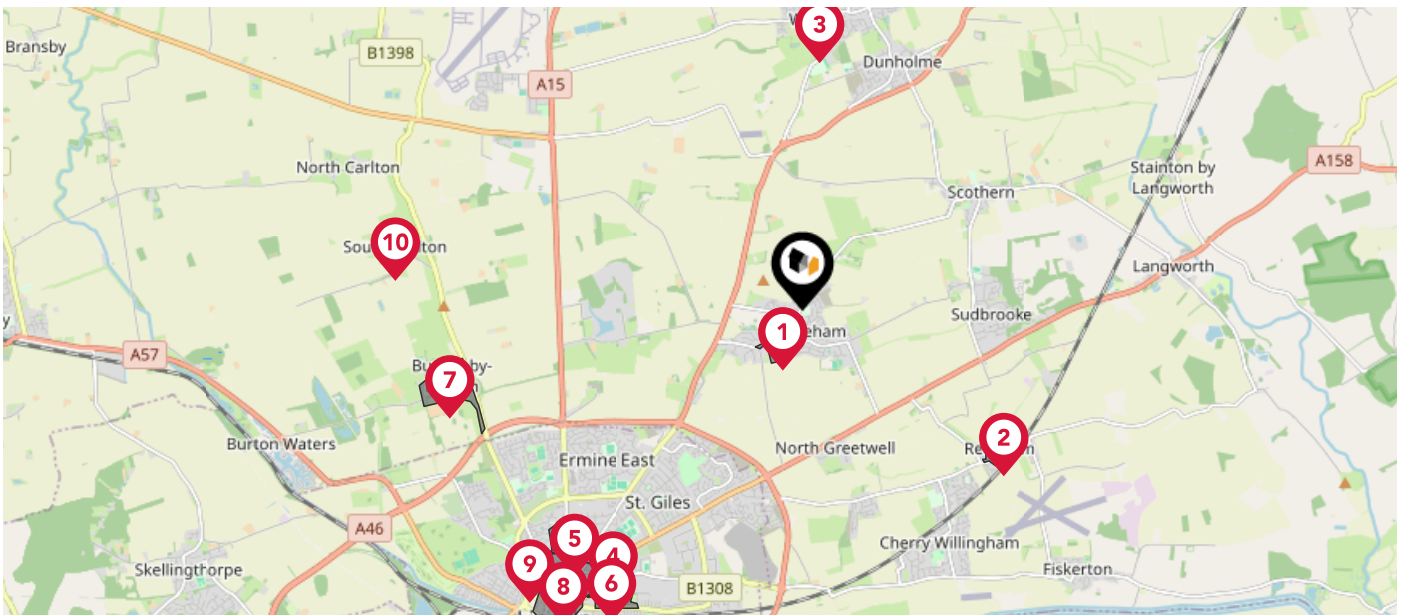 3
Bransby
B1398
Dunholme
A15
North Carlton
A158
Stainton by
Langworth
Scothern
10
Langworth
Sudbrooke
1
A57
7
2
Burton Waters
North Greetwell
Ermine East
St. Giles
A46
5
4
9
8
6
Cherry Willingham
Skellingthorpe
Fiskerton
B1308